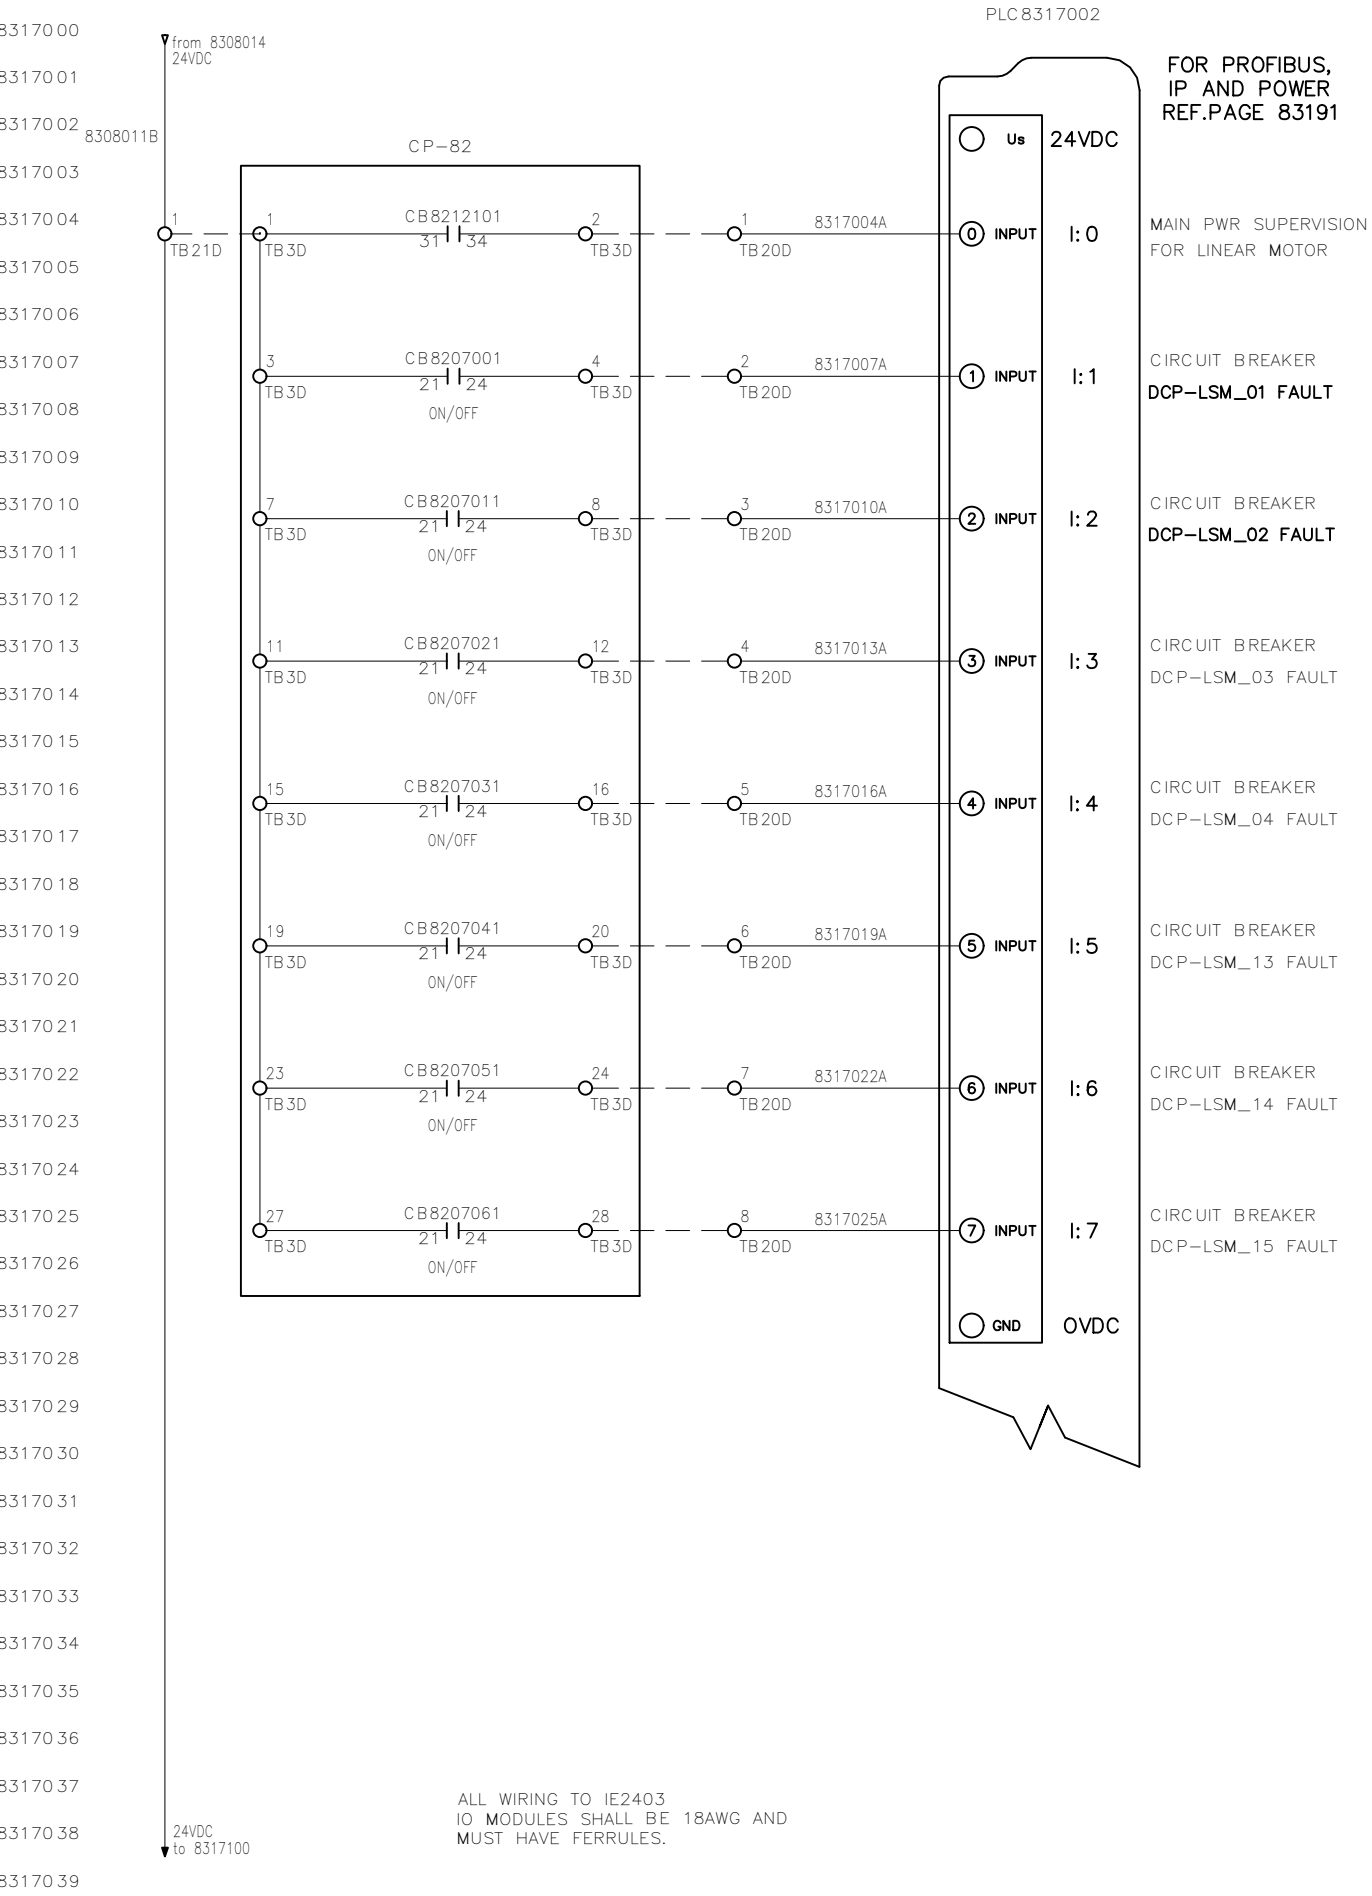 PLC8317002
8317000
from 8308014
24VDC
FOR PROFIBUS,
IP AND POWER
REF.PAGE 83191
8317001
8317002
8308011B
CP-82
Us 24VDC
8317003
8317004
1
TB21D
1
TB3D
CB8212101
31 34
2
TB3D
1
TB20D
8317004A
0 INPUT I:0
MAIN PWR SUPERVISION
FOR LINEAR MOTOR
8317005
8317006
8317007
3
TB3D
CB8207001
21 24
ON/OFF
4
TB3D
2
TB20D
8317007A
1 INPUT I:1
CIRCUIT BREAKER
DCP-LSM_01 FAULT
8317008
8317009
8317010
7
TB3D
CB8207011
21 24
ON/OFF
8
TB3D
3
TB20D
8317010A
2 INPUT I:2
CIRCUIT BREAKER
DCP-LSM_02 FAULT
8317011
8317012
8317013
11
TB3D
CB8207021
21 24
ON/OFF
12
TB3D
4
TB20D
8317013A
3 INPUT I:3
CIRCUIT BREAKER
DCP-LSM_03 FAULT
8317014
8317015
8317016
15
TB3D
CB8207031
21 24
ON/OFF
16
TB3D
5
TB20D
8317016A
4 INPUT I:4
CIRCUIT BREAKER
DCP-LSM_04 FAULT
8317017
8317018
8317019
19
TB3D
CB8207041
21 24
ON/OFF
20
TB3D
6
TB20D
8317019A
5 INPUT I:5
CIRCUIT BREAKER
DCP-LSM_13 FAULT
8317020
8317021
8317022
23
TB3D
CB8207051
21 24
ON/OFF
24
TB3D
7
TB20D
8317022A
6 INPUT I:6
CIRCUIT BREAKER
DCP-LSM_14 FAULT
8317023
8317024
8317025
27
TB3D
CB8207061
21 24
ON/OFF
28
TB3D
8
TB20D
8317025A
7 INPUT I:7
CIRCUIT BREAKER
DCP-LSM_15 FAULT
8317026
8317027
GND 0VDC
8317028
8317029
8317030
8317031
8317032
8317033
8317034
8317035
8317036
8317037
ALL WIRING TO IE2403
IO MODULES SHALL BE 18AWG AND
MUST HAVE FERRULES.
8317038
24VDC
to 8317100
8317039